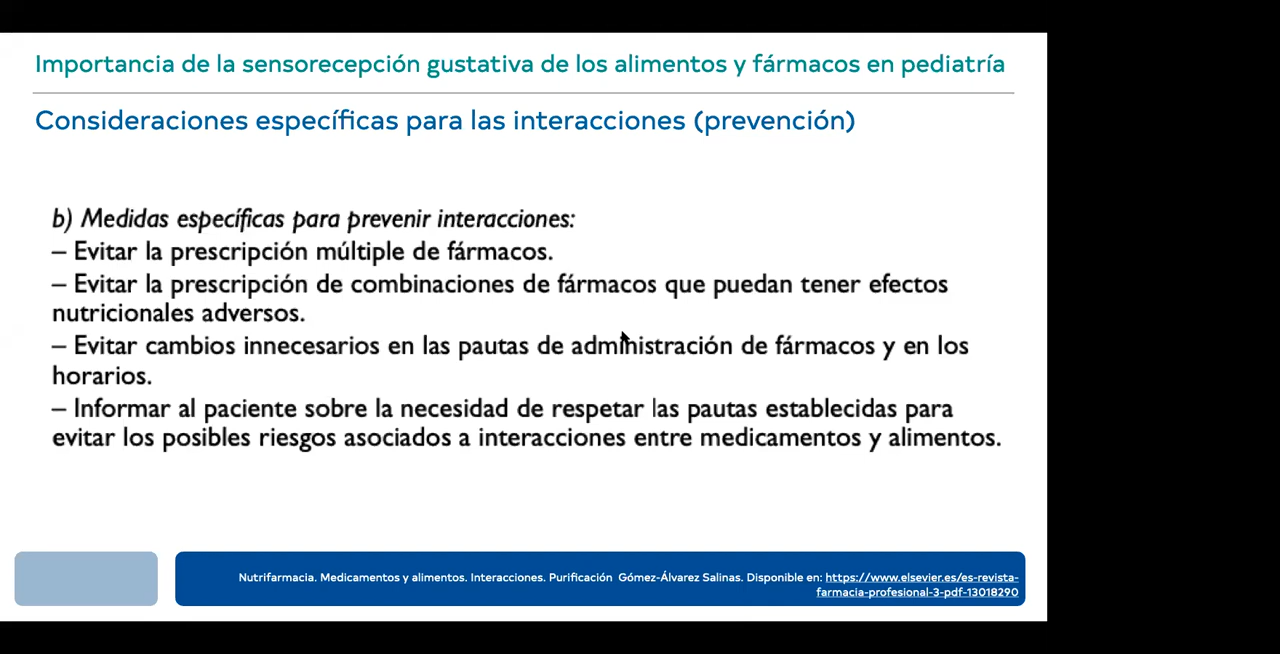 Importancia de la sensorecepción gustativa de los alimentos y fármacos en pediatría
Consideraciones específicas para las interacciones (prevención)
b) Medidas específicas para prevenir interacciones:
– Evitar la prescripción múltiple de fármacos.
– Evitar la prescripción de combinaciones de fármacos que puedan tener efectos
nutricionales adversos.
– Evitar cambios innecesarios en las pautas de administración de fármacos y en los
horarios.
– Informar al paciente sobre la necesidad de respetar las pautas establecidas para
evitar los posibles riesgos asociados a interacciones entre medicamentos y alimentos.
Nutrifarmacia. Medicamentos y alimentos. Interacciones. Purificación Gómez-Álvarez Salinas. Disponible en: https://www.elsevier.es/es-revista-
farmacia-profesional-3-pdf-13018290